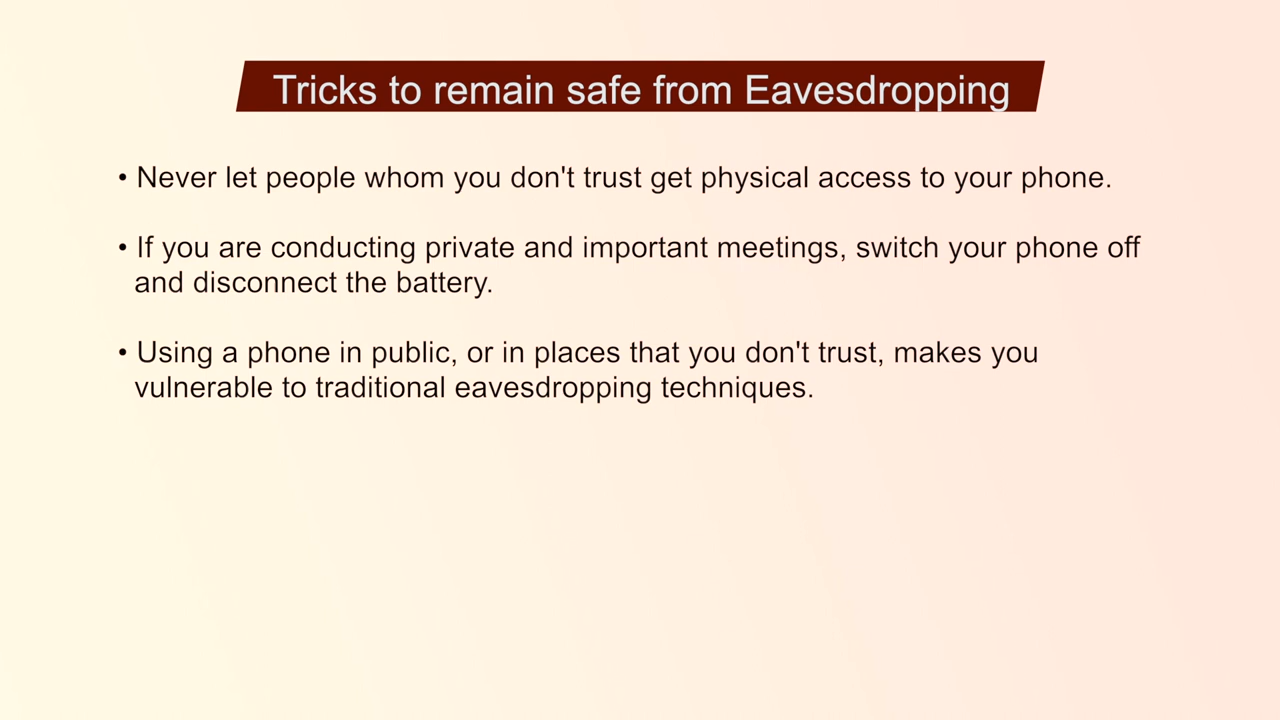 Tricks to remain safe from Eavesdropping
• Never let people whom you don't trust get physical access to your phone.
• If you are conducting private and important meetings, switch your phone off
and disconnect the battery.
• Using a phone in public, or in places that you don't trust, makes you
vulnerable to traditional eavesdropping techniques.